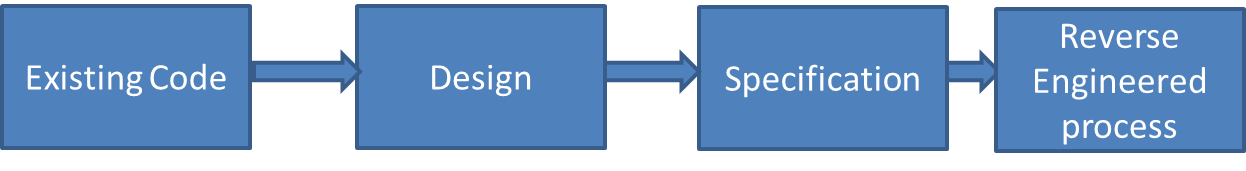 Existing Code
Design
Specification
Reverse
Engineered
process